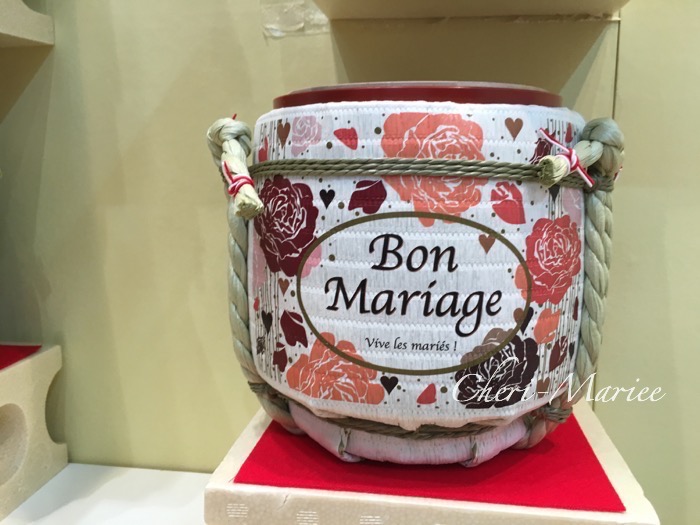 Bon
Mariage
Vive les mariés !
Cheri-Mariee